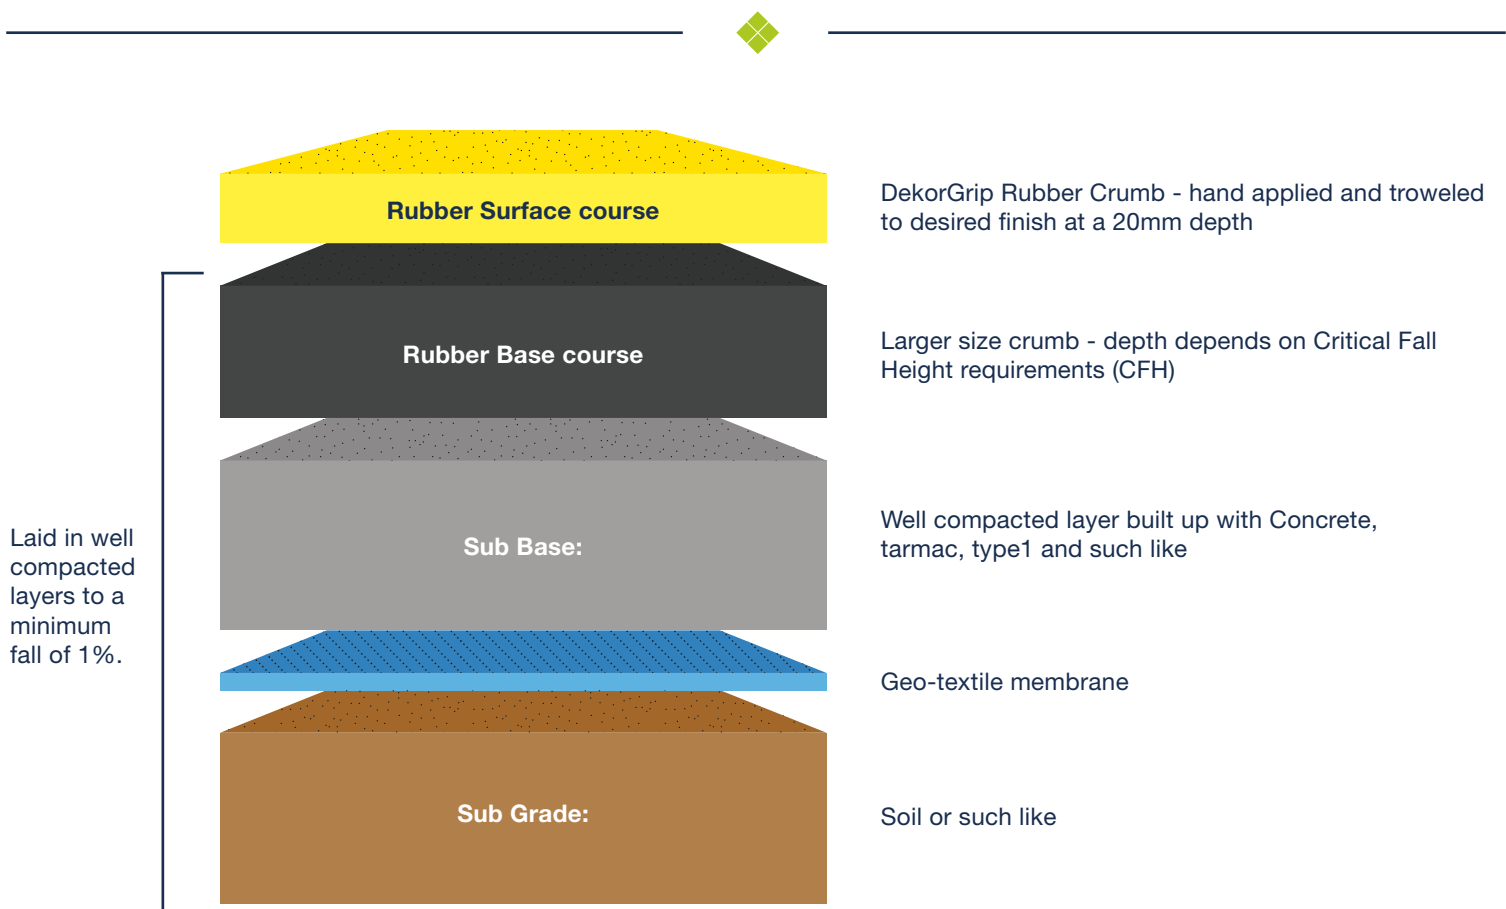 Rubber Surface course
DekorGrip Rubber Crumb - hand applied and troweled
to desired finish at a 20mm depth
Rubber Base course
Larger size crumb - depth depends on Critical Fall
Height requirements (CFH)
Laid in well
compacted
layers to a
minimum
fall of 1%.
Sub Base:
Well compacted layer built up with Concrete,
tarmac, type1 and such like
Geo-textile membrane
Sub Grade:
Soil or such like